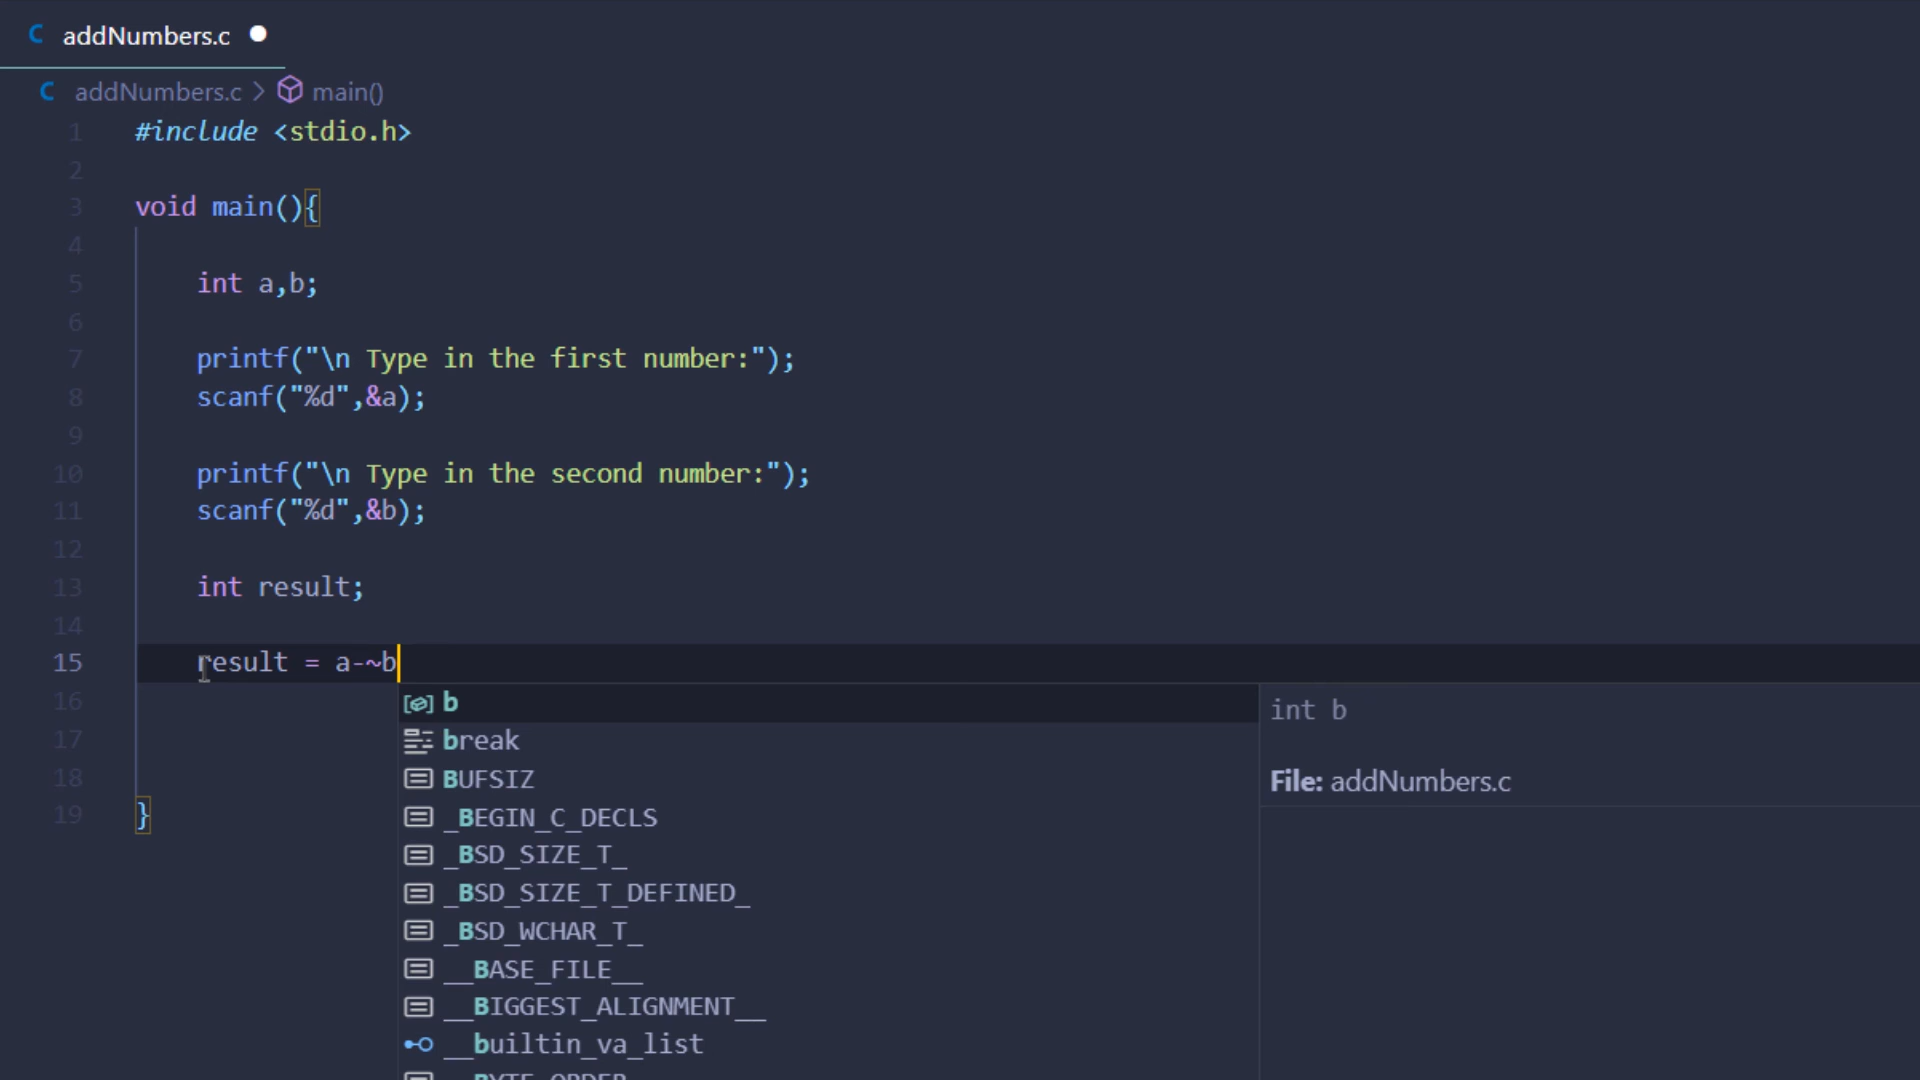 C addNumbers.c
C addNumbers.c > main()
1 #include <stdio.h>
2
3 void main(){
4
5 int a,b;
6
7 printf("\n Type in the first number:");
8 scanf("%d",&a);
9
10 printf("\n Type in the second number:");
11 scanf("%d",&b);
12
13 int result;
14
15 result = a-~b
16
17
18
19 }
b
break
BUFSIZ
_BEGIN_C_DECLS
_BSD_SIZE_T_
_BSD_SIZE_T_DEFINED_
_BSD_WCHAR_T_
__BASE_FILE__
__BIGGEST_ALIGNMENT__
__builtin_va_list
int b
File: addNumbers.c